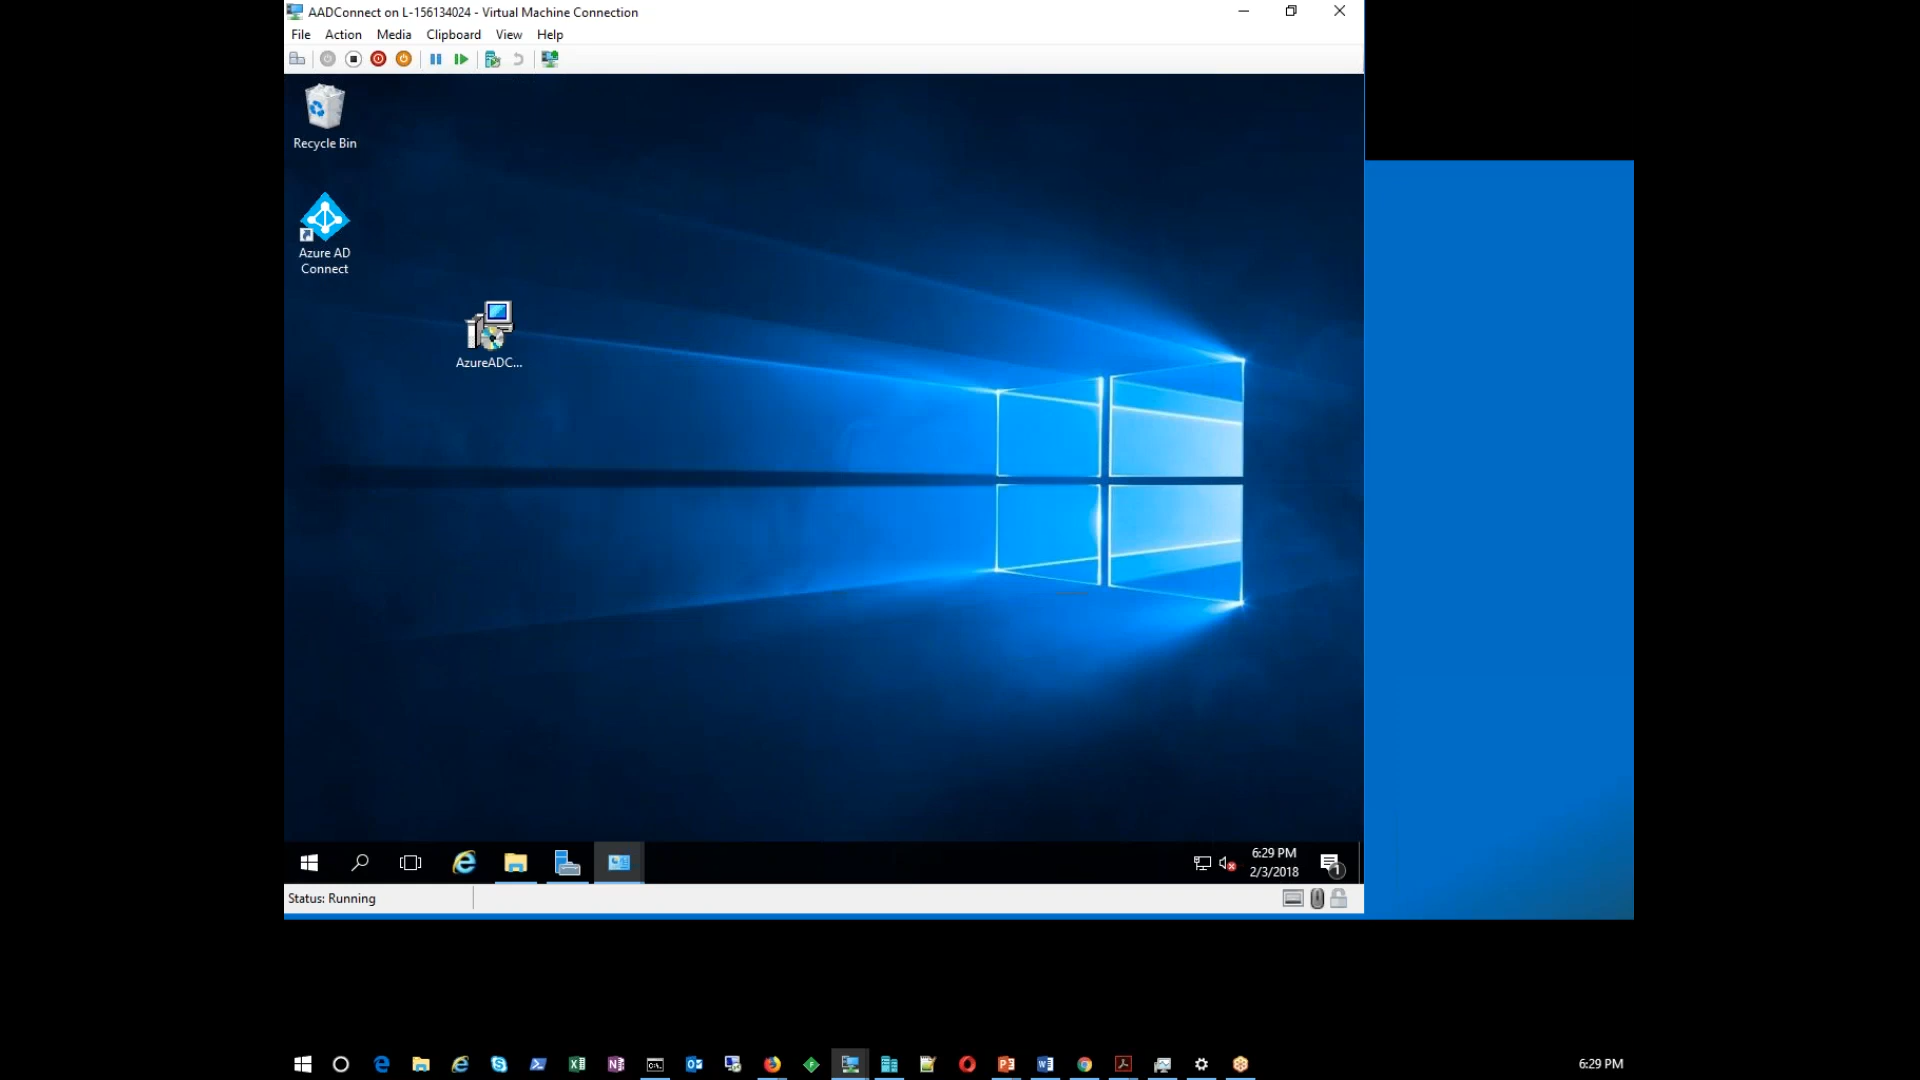 AADConnect on L-156134024 - Virtual Machine Connection
File Action Media Clipboard View Help
Recycle Bin
Azure AD
Connect
AzureADC...
6:29 PM
2/3/2018
1
Status: Running
6:29 PM